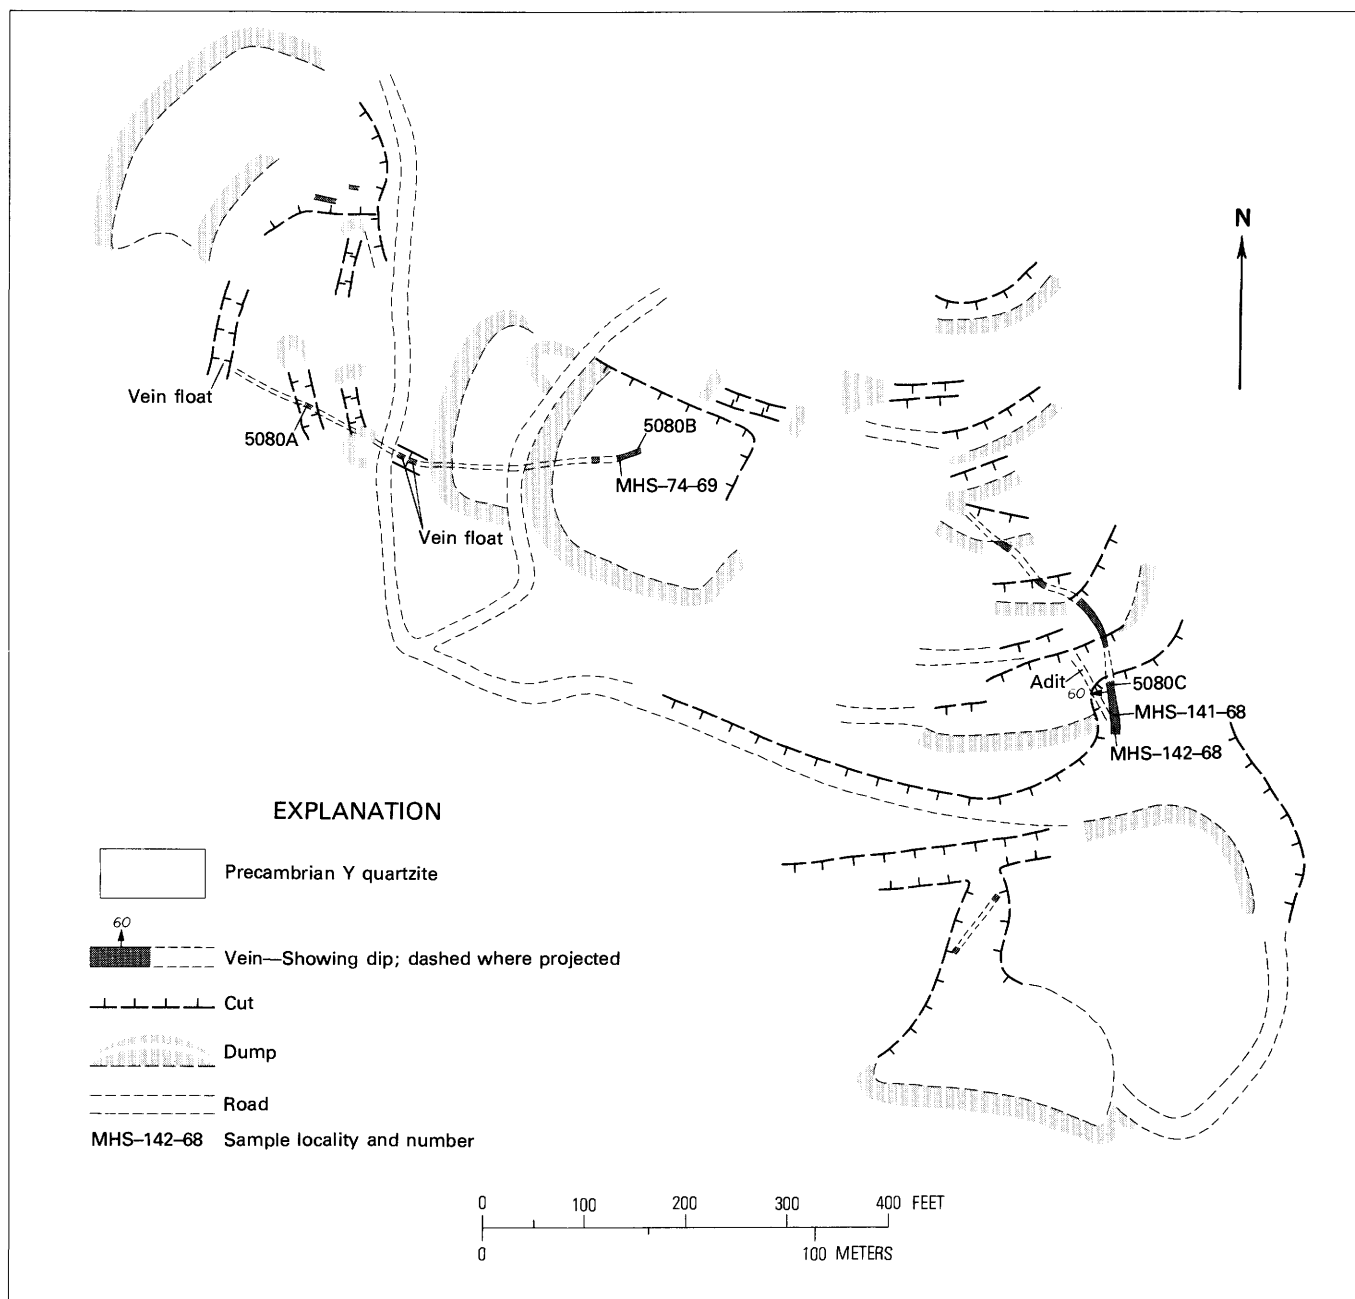 N
Vein float
5080A
5080B
MHS–74–69
Vein float
Adit
60
5080C
MHS–141–68
MHS–142–68
EXPLANATION
Precambrian Y quartzite
60
Vein—Showing dip; dashed where projected
Cut
Dump
Road
MHS–142–68 Sample locality and number
0 100 200 300 400 FEET
0 100 METERS